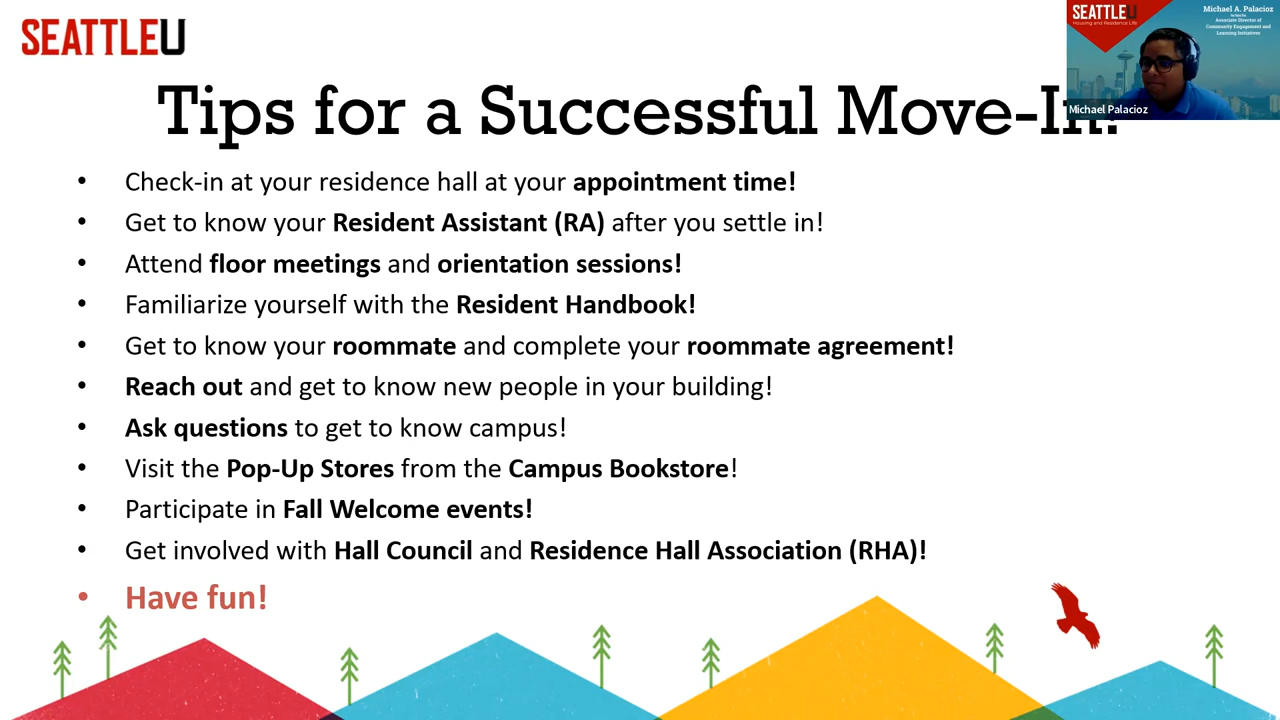 SEATTLEU
Tips for a Successful Move-In!
• Check-in at your residence hall at your appointment time!
• Get to know your Resident Assistant (RA) after you settle in!
• Attend floor meetings and orientation sessions!
• Familiarize yourself with the Resident Handbook!
• Get to know your roommate and complete your roommate agreement!
• Reach out and get to know new people in your building!
• Ask questions to get to know campus!
• Visit the Pop-Up Stores from the Campus Bookstore!
• Participate in Fall Welcome events!
• Get involved with Hall Council and Residence Hall Association (RHA)!
• Have fun!
SEATTLEU
Housing and Residence Life
Michael A. Palacioz
Associate Director of
Community Engagement and
Learning Initiatives
Michael Palacioz